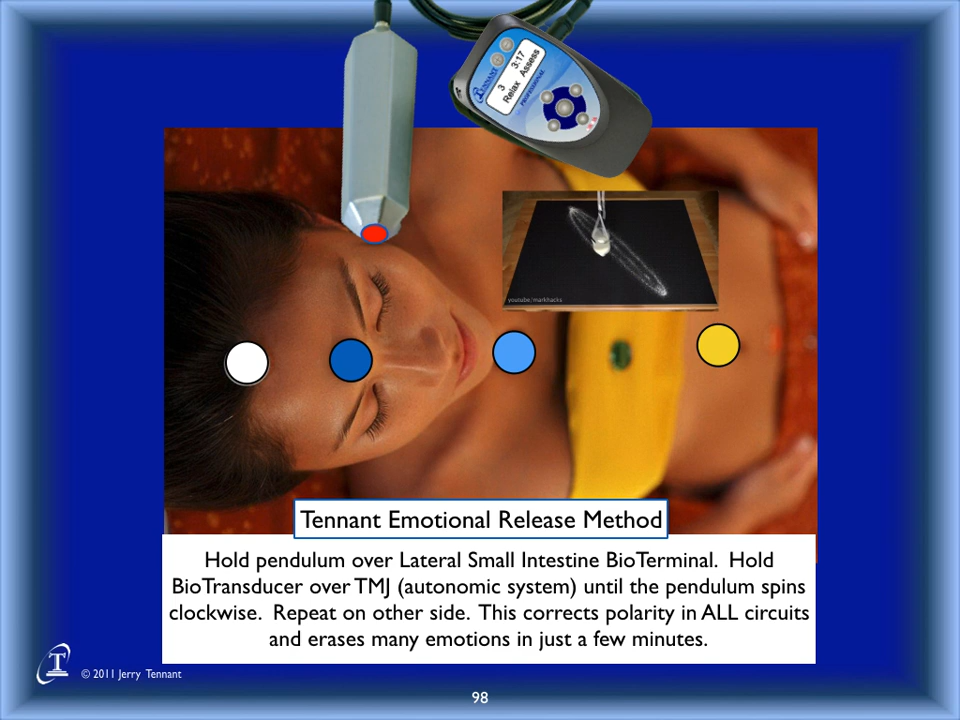 TENNANT
3 3:17
Relax Assess
PROFESSIONAL
youtube/markhacks
Tennant Emotional Release Method
Hold pendulum over Lateral Small Intestine BioTerminal. Hold
BioTransducer over TMJ (autonomic system) until the pendulum spins
clockwise. Repeat on other side. This corrects polarity in ALL circuits
and erases many emotions in just a few minutes.
T
© 2011 Jerry Tennant
98